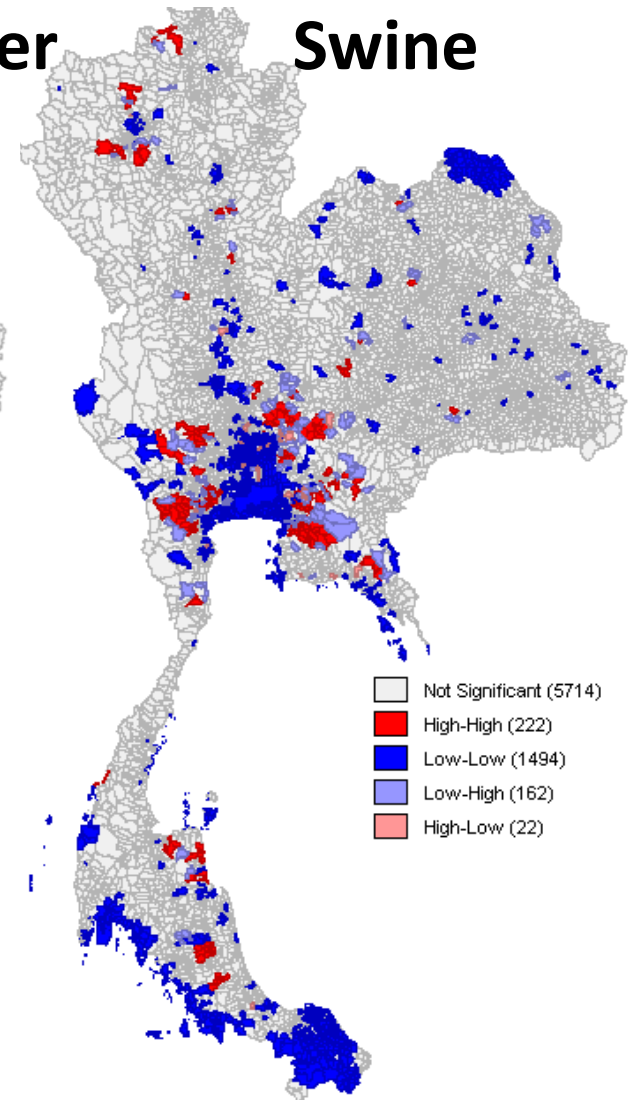 er
Swine
Not Significant (5714)
High-High (222)
Low-Low (1494)
Low-High (162)
High-Low (22)